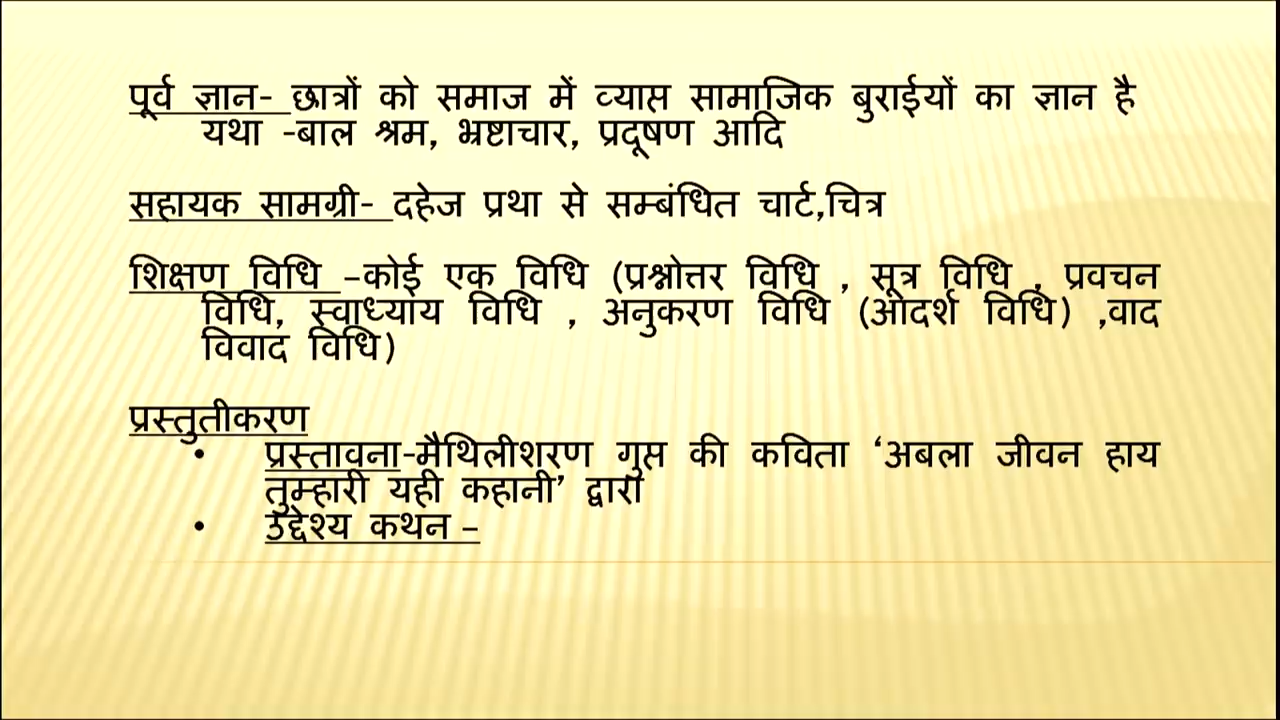 पूर्व ज्ञान- छात्रों को समाज में व्याप्त सामाजिक बुराईयों का ज्ञान है
यथा -बाल श्रम, भ्रष्टाचार, प्रदूषण आदि
सहायक सामग्री- दहेज प्रथा से सम्बंधित चार्ट,चित्र
शिक्षण विधि –कोई एक विधि (प्रश्नोत्तर विधि , सूत्र विधि , प्रवचन
विधि, स्वाध्याय विधि , अनुकरण विधि (आदर्श विधि) ,वाद
विवाद विधि)
प्रस्तुतीकरण
• प्रस्तावना-मैथिलीशरण गुप्त की कविता ‘अबला जीवन हाय
तुम्हारी यही कहानी’ द्वारा
• उद्देश्य कथन –